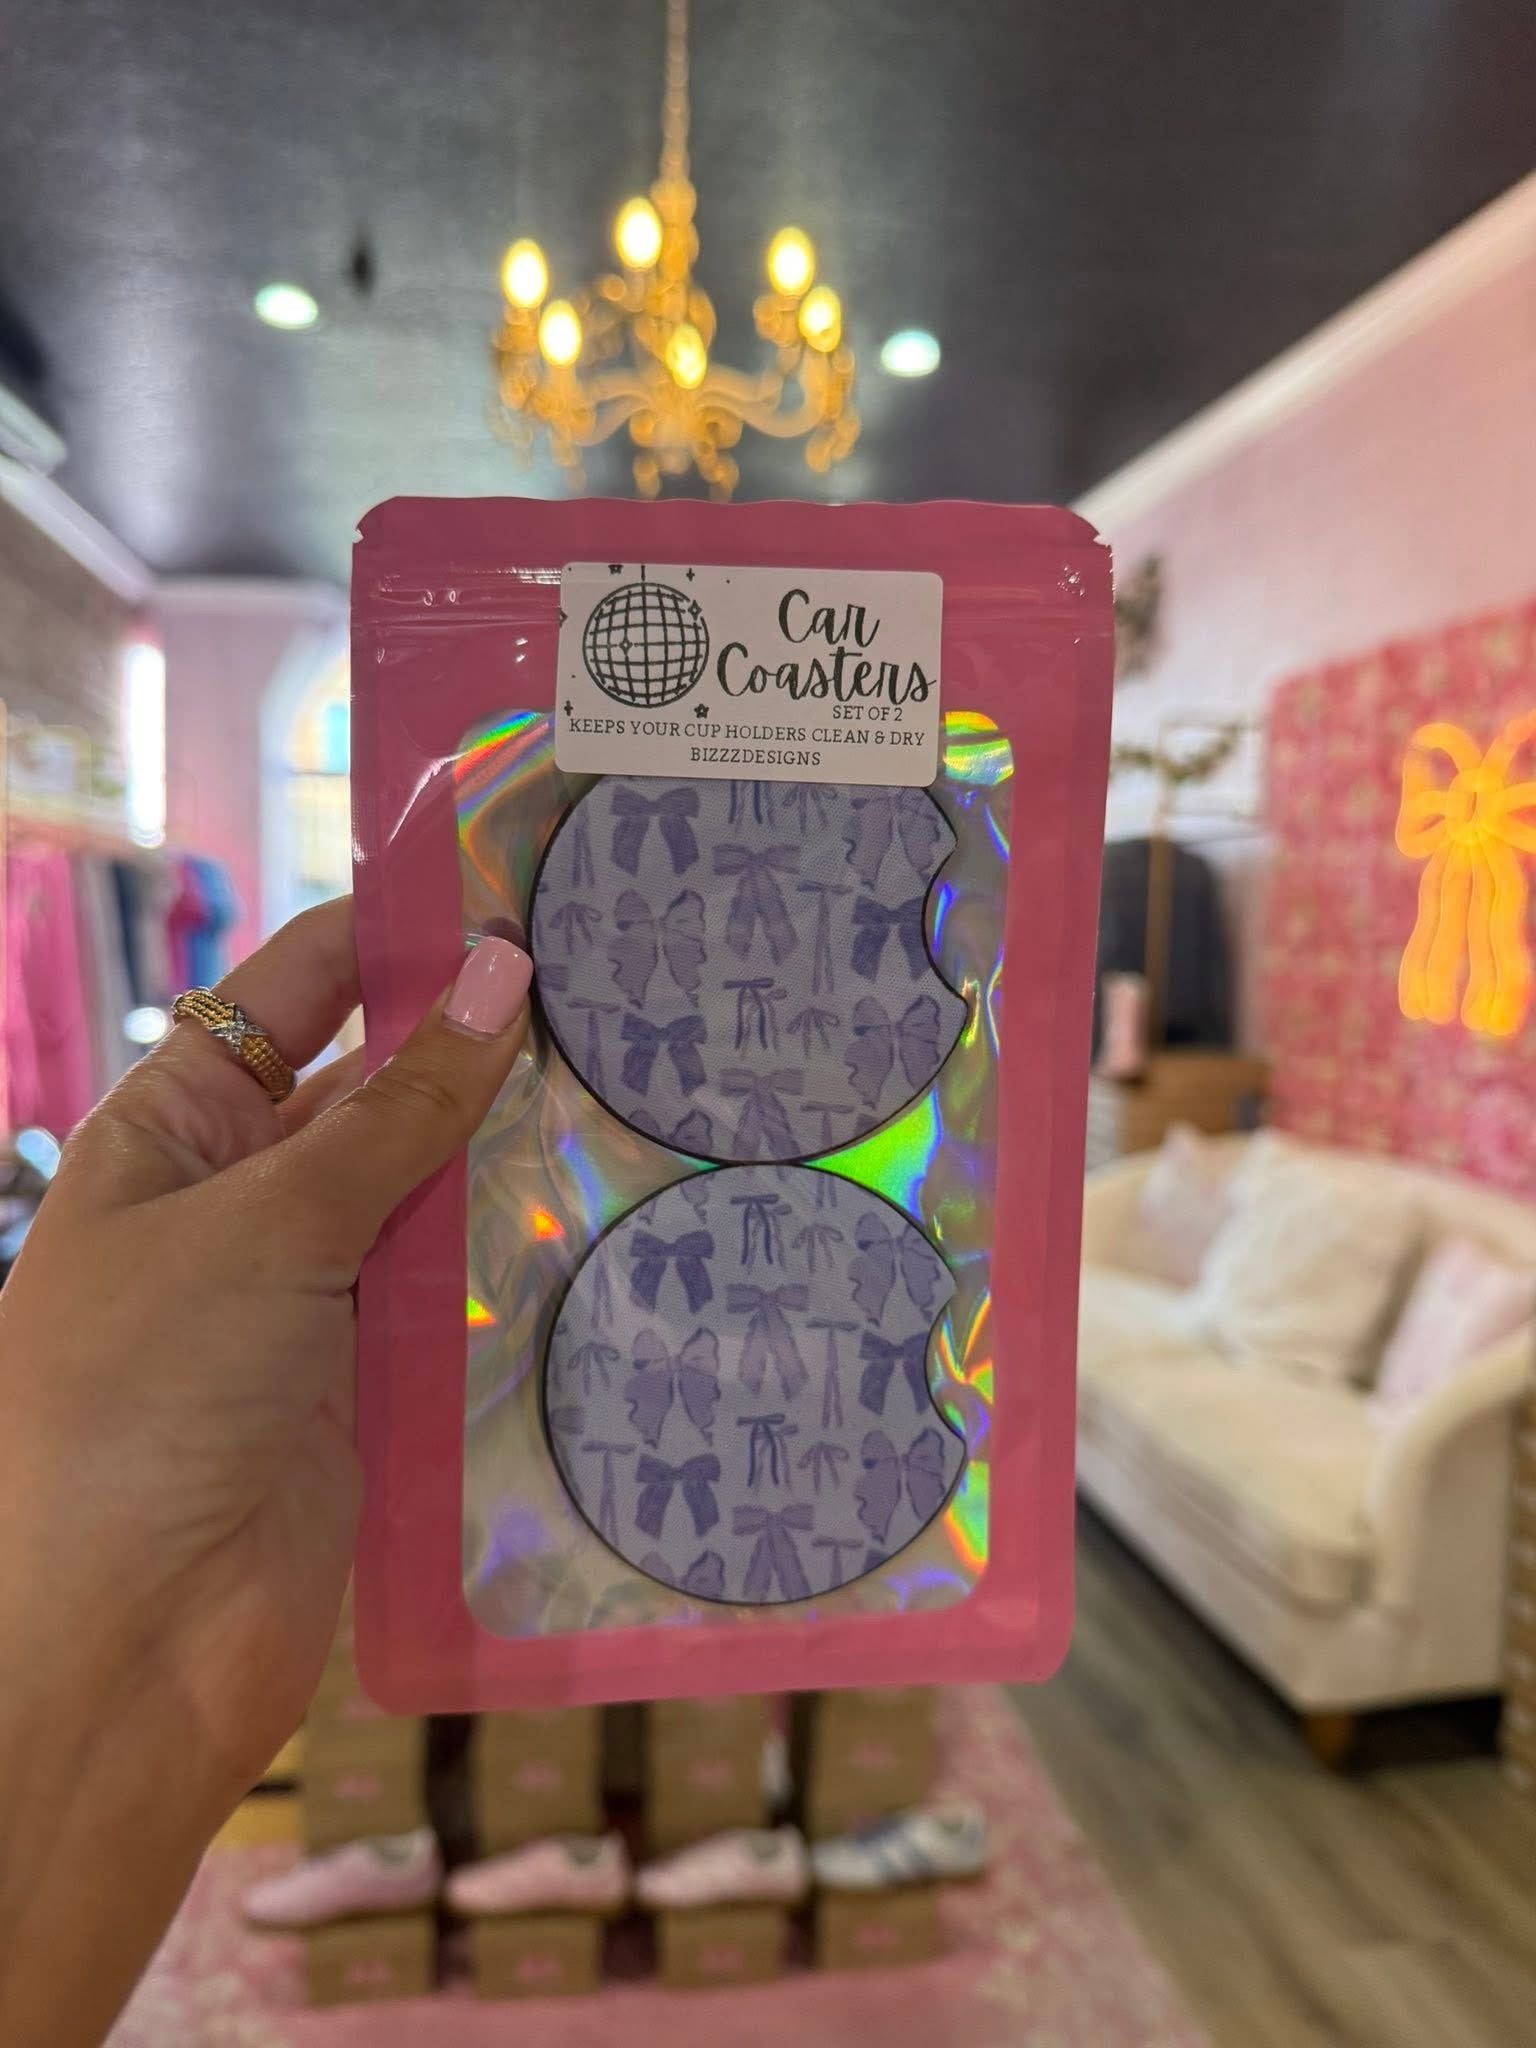 Car
Coasters
SET OF 2
KEEPS YOUR CUP HOLDERS CLEAN & DRY
BIZZZDESIGNS